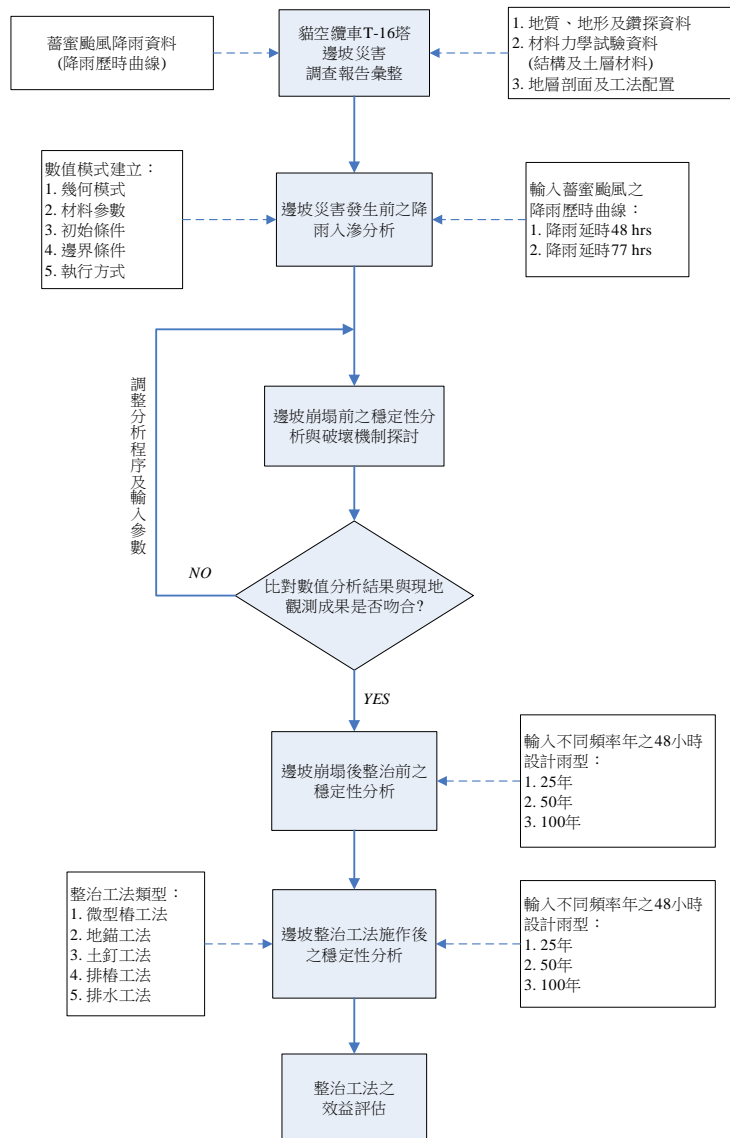 薔蜜颱風降雨資料
(降雨歷時曲線)
貓空纜車T-16塔
邊坡災害
調查報告彙整
1. 地質、地形及鑽探資料
2. 材料力學試驗資料
(結構及土層材料)
3. 地層剖面及工法配置
數值模式建立：
1. 幾何模式
2. 材料參數
3. 初始條件
4. 邊界條件
5. 執行方式
邊坡災害發生前之降
雨入滲分析
輸入薔蜜颱風之
降雨歷時曲線：
1. 降雨延時48 hrs
2. 降雨延時77 hrs
調整分析程序及輸入參數
邊坡崩塌前之穩定性分
析與破壞機制探討
NO
比對數值分析結果與現地
觀測成果是否吻合?
YES
邊坡崩塌後整治前之
穩定性分析
輸入不同頻率年之48小時
設計雨型：
1. 25年
2. 50年
3. 100年
整治工法類型：
1. 微型樁工法
2. 地錨工法
3. 土釘工法
4. 排樁工法
5. 排水工法
邊坡整治工法施作後
之穩定性分析
輸入不同頻率年之48小時
設計雨型：
1. 25年
2. 50年
3. 100年
整治工法之
效益評估